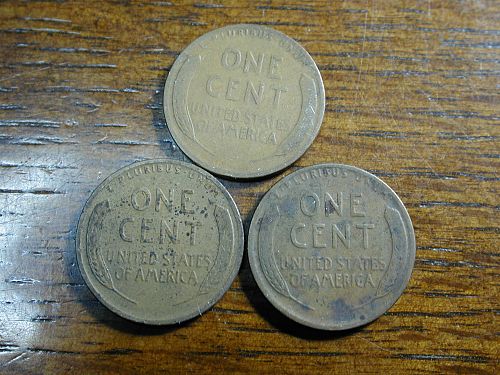 E PLURIBUS UNUM
ONE
CENT
UNITED STATES
OF AMERICA
E PLURIBUS UNUM
ONE
CENT
UNITED STATES
OF AMERICA
E PLURIBUS UNUM
ONE
CENT
UNITED STATES
OF AMERICA